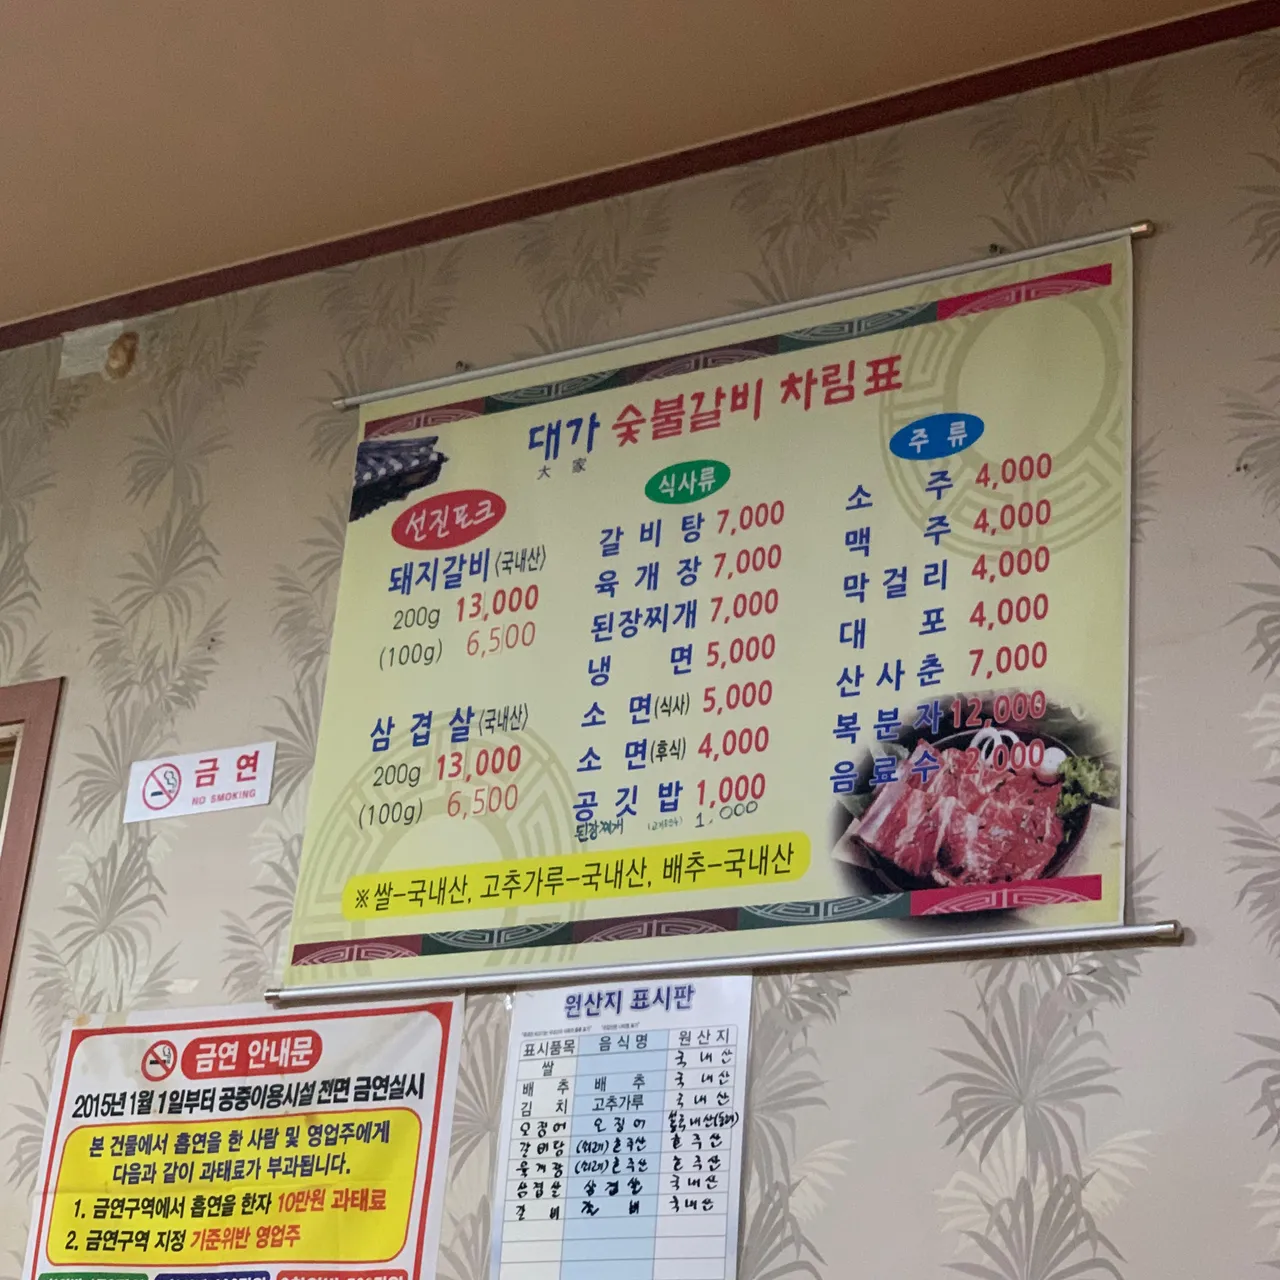 대가 숯불갈비 차림표
大家
선진포크
돼지갈비(국내산)
200g 13,000
(100g) 6,500
삼겹살(국내산)
200g 13,000
(100g) 6,500
식사류
갈비탕 7,000
육개장 7,000
된장찌개 7,000
냉면 5,000
소면(식사) 5,000
소면(후식) 4,000
공깃밥 1,000
된장찌개 1,000
주류
소주 4,000
맥주 4,000
막걸리 4,000
대포 4,000
산사춘 7,000
복분자 12,000
음료수 2,000
※쌀-국내산, 고추가루-국내산, 배추-국내산
금연
NO SMOKING
금연 안내문
2015년 1월 1일부터 공중이용시설 전면 금연실시
본 건물에서 흡연을 한 사람 및 영업주에게
다음과 같이 과태료가 부과됩니다.
1. 금연구역에서 흡연을 한자 10만원 과태료
2. 금연구역 지정 기준위반 영업주
원산지 표시판
표시품목 음식명 원산지
쌀 국내산
배추 배추 국내산
김치 고추가루 국내산
오징어 오징어 국내산
갈비탕 (쇠고기) 호주산 호주산
육개장 호주산 호주산
삼겹살 삼겹살 국내산
갈비 갈비 국내산